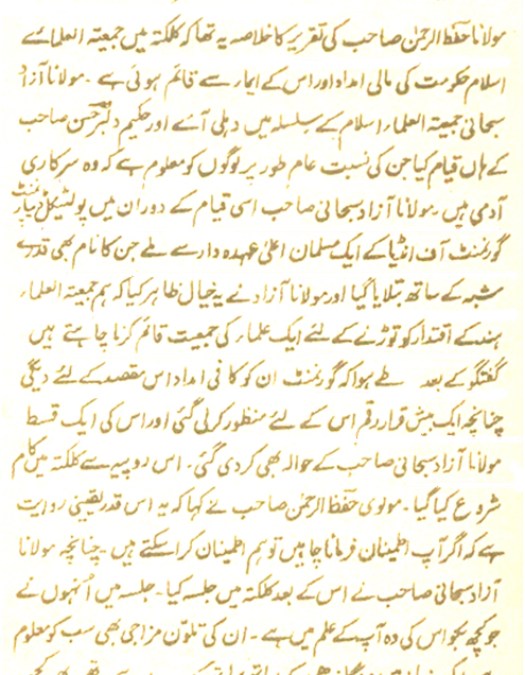 مولانا حفظ الرحمٰن صاحب کی تقریر کا خلاصہ یہ تھا کہ کلکتہ میں جمعیتہ العلمائے
اسلام حکومت کی مالی امداد اور اس کے ایماء سے قائم ہوئی ہے۔ مولانا آزاد
سبحانی جمعیتہ العلماء اسلام کے سلسلہ میں دہلی آئے اور حکیم دلبر حسن صاحب
کے ہاں قیام کیا جن کی نسبت عام طور پر لوگوں کو معلوم ہے کہ وہ سرکاری
آدمی ہیں۔ مولانا آزاد سبحانی صاحب اسی قیام کے دوران میں پولٹیکل ڈیپارٹمنٹ
گورنمنٹ آف انڈیا کے ایک مسلمان اعلیٰ عہدہ دار سے ملے جن کا نام بھی قدرے
شبہ کے ساتھ بتلایا گیا اور مولانا آزاد نے یہ خیال ظاہر کیا کہ ہم جمعیتہ العلماء
ہند کے اقتدار کو توڑنے کے لئے ایک علماء کی جمعیت قائم کرنا چاہتے ہیں
گفتگو کے بعد طے ہوا کہ گورنمنٹ ان کو کافی امداد اس مقصد کے لئے دیگی
چنانچہ ایک بیش قرار رقم اس کے لئے منظور کرلی گئی اور اس کی ایک قسط
مولانا آزاد سبحانی صاحب کے حوالہ بھی کردی گئی۔ اس روپیہ سے کلکتہ میں کام
شروع کیا گیا۔ مولوی حفظ الرحمٰن صاحب نے کہا کہ یہ اس قدر یقینی روایت
ہے کہ اگر آپ اطمینان فرمانا چاہیں تو ہم اطمینان کرا سکتے ہیں۔ چنانچہ مولانا
آزاد سبحانی صاحب نے اس کے بعد کلکتہ میں جلسہ کیا۔ جلسہ میں انہوں نے
جو کچھ ہجو اس کی وہ آپ کے علم میں ہے۔ ان کی تلون مزاجی بھی سب کو معلوم